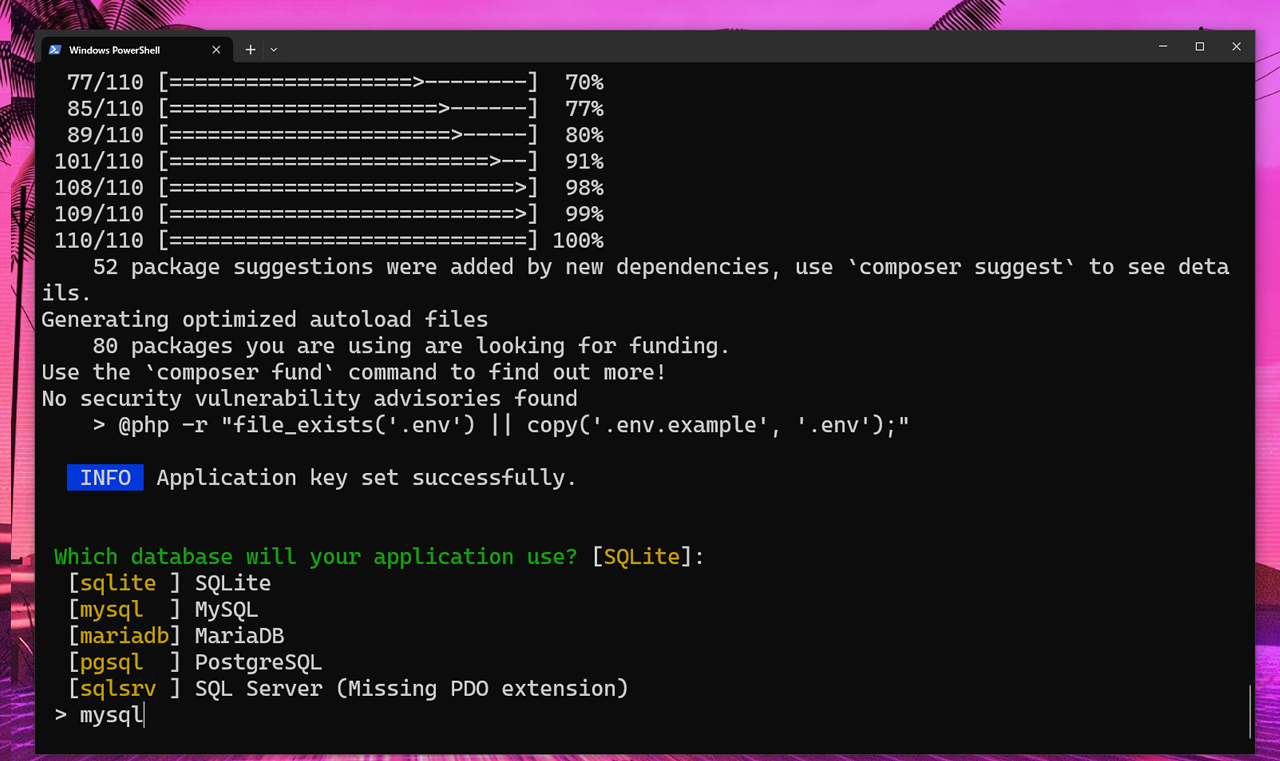 Windows PowerShell
77/110 [===================>--------]  70%
85/110 [=====================>------]  77%
89/110 [======================>-----]  80%
101/110 [=========================>--]  91%
108/110 [===========================>]  98%
109/110 [===========================>]  99%
110/110 [============================] 100%
52 package suggestions were added by new dependencies, use `composer suggest` to see deta
ils.
Generating optimized autoload files
80 packages you are using are looking for funding.
Use the `composer fund` command to find out more!
No security vulnerability advisories found
> @php -r "file_exists('.env') || copy('.env.example', '.env');"
INFO Application key set successfully.
Which database will your application use? [SQLite]:
[sqlite ] SQLite
[mysql  ] MySQL
[mariadb] MariaDB
[pgsql  ] PostgreSQL
[sqlsrv ] SQL Server (Missing PDO extension)
> mysql